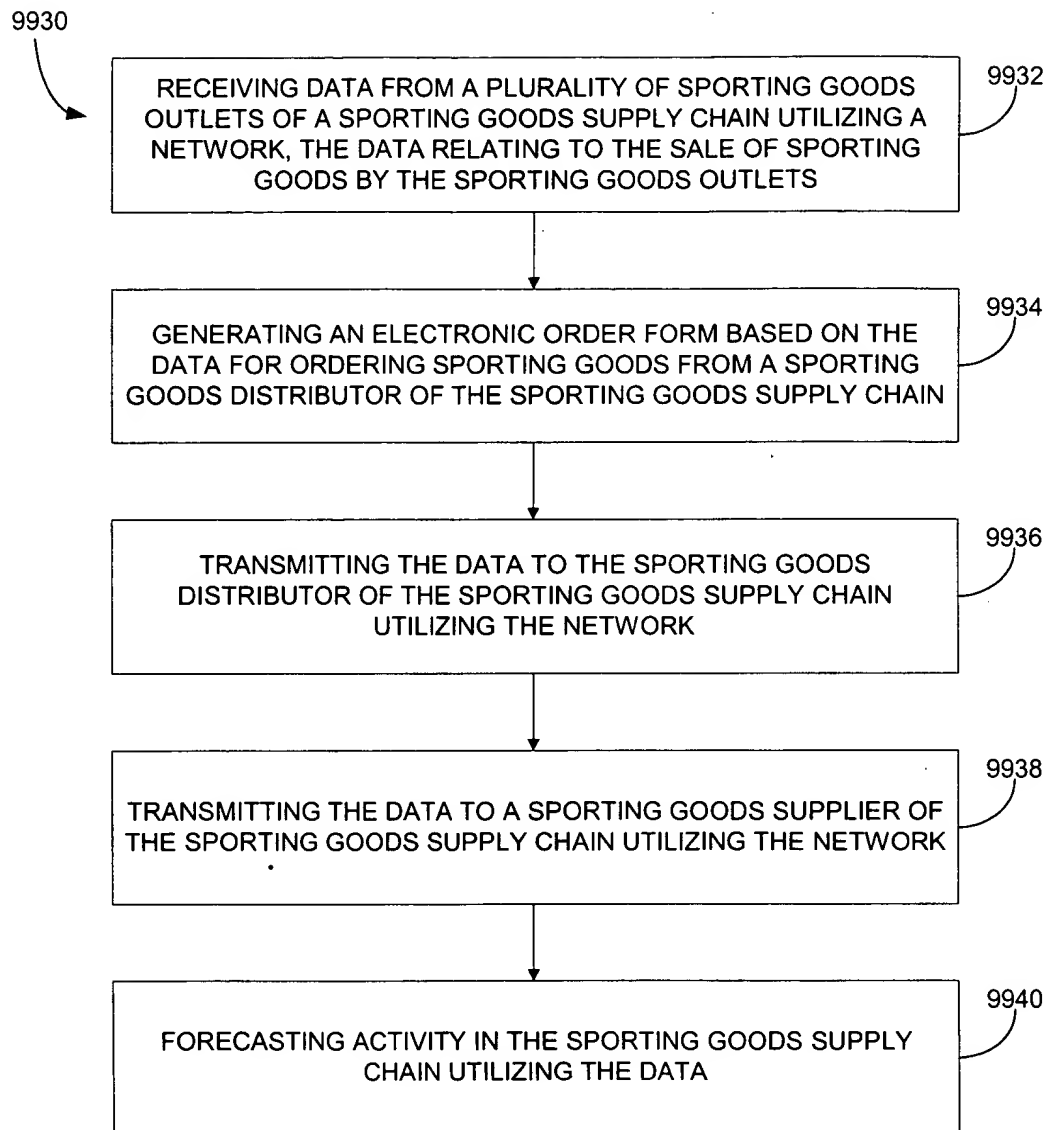 9930
9932
RECEIVING DATA FROM A PLURALITY OF SPORTING GOODS
OUTLETS OF A SPORTING GOODS SUPPLY CHAIN UTILIZING A
NETWORK, THE DATA RELATING TO THE SALE OF SPORTING
GOODS BY THE SPORTING GOODS OUTLETS
9934
GENERATING AN ELECTRONIC ORDER FORM BASED ON THE
DATA FOR ORDERING SPORTING GOODS FROM A SPORTING
GOODS DISTRIBUTOR OF THE SPORTING GOODS SUPPLY CHAIN
9936
TRANSMITTING THE DATA TO THE SPORTING GOODS
DISTRIBUTOR OF THE SPORTING GOODS SUPPLY CHAIN
UTILIZING THE NETWORK
9938
TRANSMITTING THE DATA TO A SPORTING GOODS SUPPLIER OF
THE SPORTING GOODS SUPPLY CHAIN UTILIZING THE NETWORK
9940
FORECASTING ACTIVITY IN THE SPORTING GOODS SUPPLY
CHAIN UTILIZING THE DATA